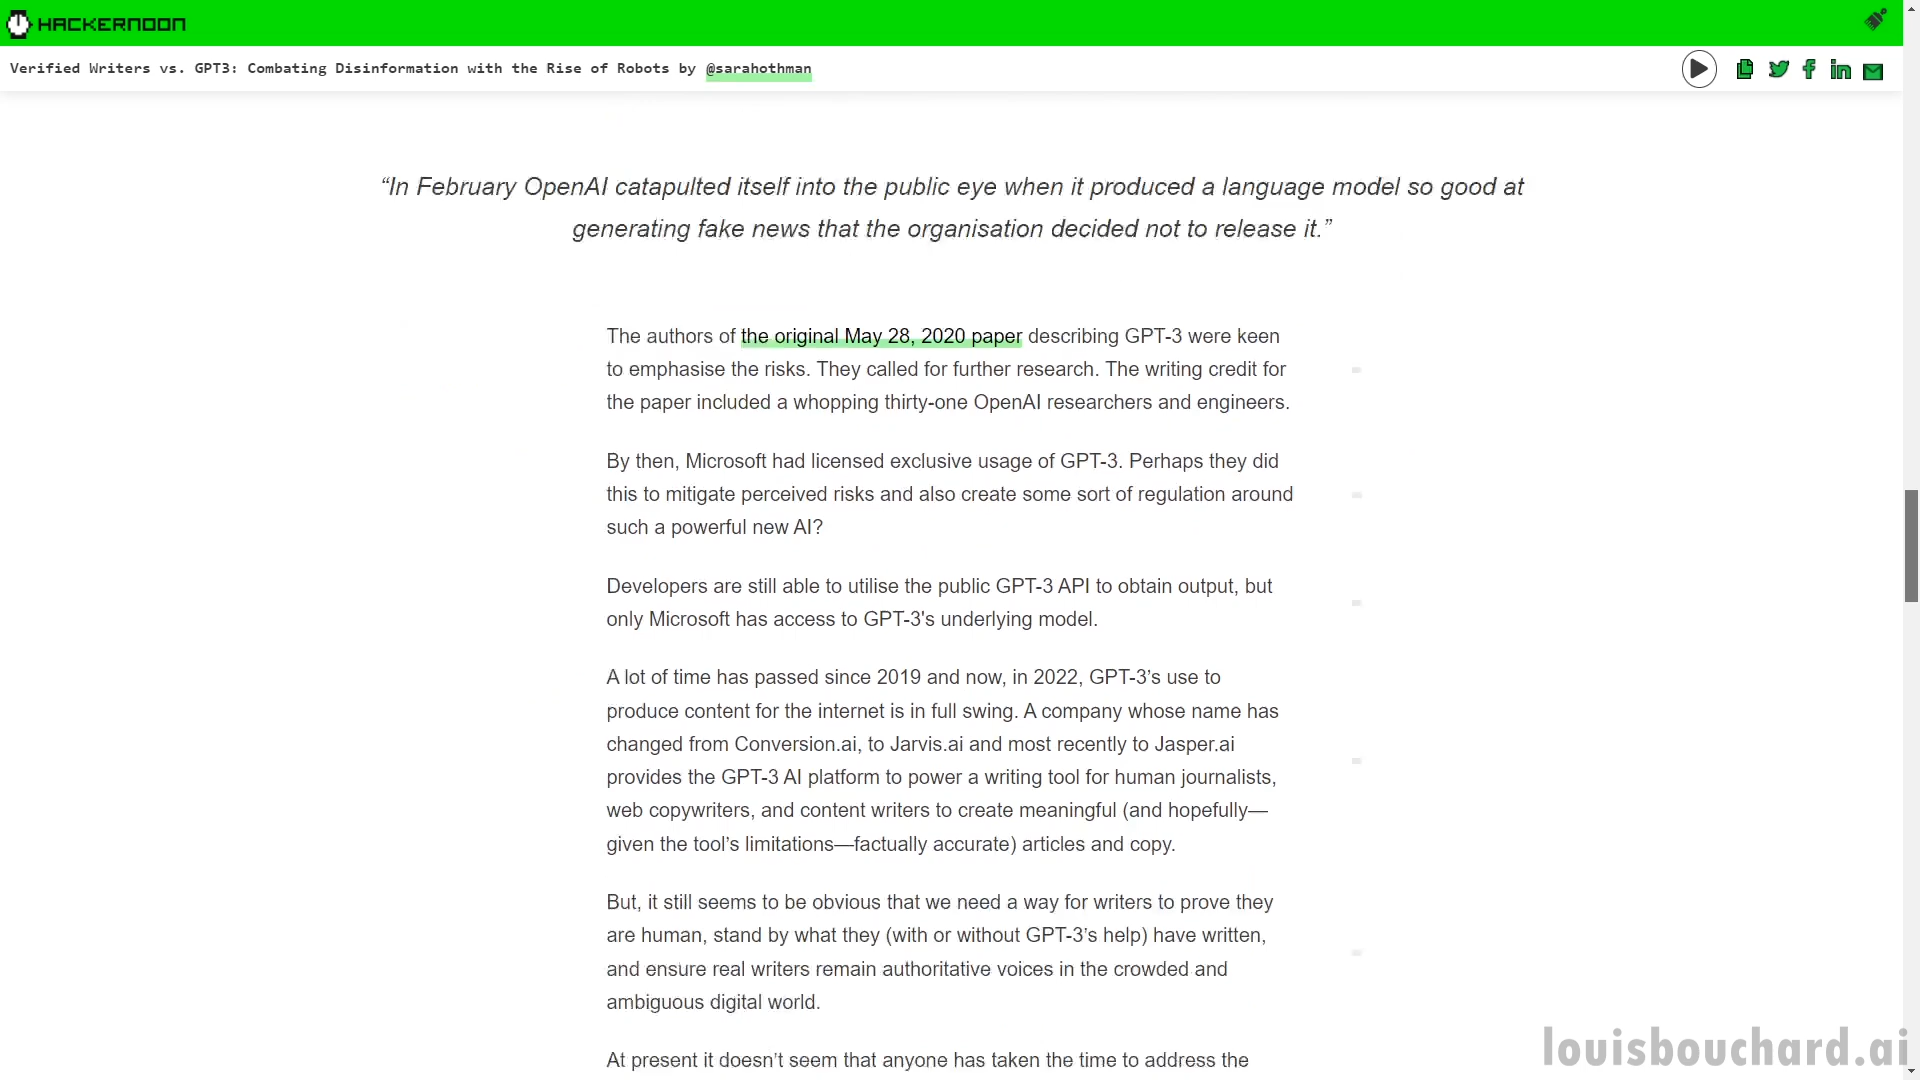 HACKERNOON
Verified Writers vs. GPT3: Combating Disinformation with the Rise of Robots by @sarahothman
“In February OpenAI catapulted itself into the public eye when it produced a language model so good at
generating fake news that the organisation decided not to release it.”
The authors of the original May 28, 2020 paper describing GPT-3 were keen
to emphasise the risks. They called for further research. The writing credit for
the paper included a whopping thirty-one OpenAI researchers and engineers.
By then, Microsoft had licensed exclusive usage of GPT-3. Perhaps they did
this to mitigate perceived risks and also create some sort of regulation around
such a powerful new AI?
Developers are still able to utilise the public GPT-3 API to obtain output, but
only Microsoft has access to GPT-3's underlying model.
A lot of time has passed since 2019 and now, in 2022, GPT-3’s use to
produce content for the internet is in full swing. A company whose name has
changed from Conversion.ai, to Jarvis.ai and most recently to Jasper.ai
provides the GPT-3 AI platform to power a writing tool for human journalists,
web copywriters, and content writers to create meaningful (and hopefully—
given the tool’s limitations—factually accurate) articles and copy.
But, it still seems to be obvious that we need a way for writers to prove they
are human, stand by what they (with or without GPT-3’s help) have written,
and ensure real writers remain authoritative voices in the crowded and
ambiguous digital world.
At present it doesn’t seem that anyone has taken the time to address the
louisbouchard.ai